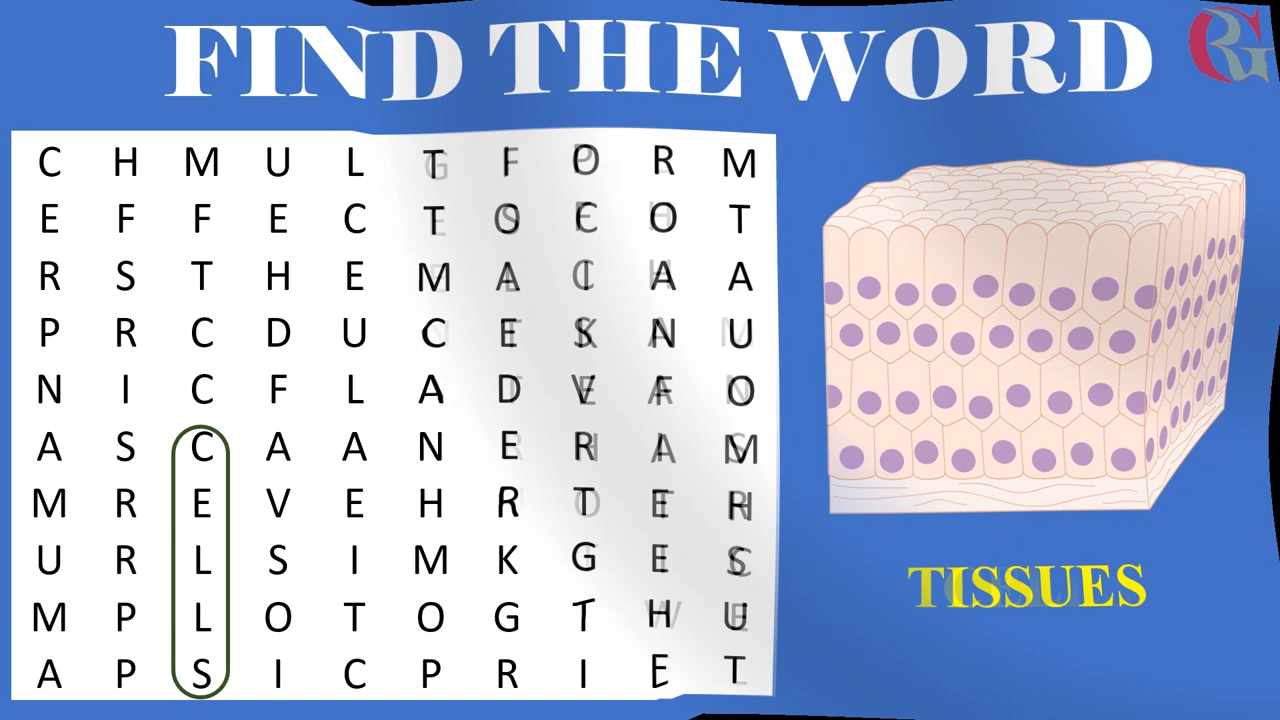 FIND THE WORD
C H M U L T F O R M
E F F E C T O C O T
R S T H E M A I A A
P R C D U C E S N U
N I C F L A D V F O
A S C A A N E R I M
M R E V E H R T E R
U R L S I M K G E S
M P L O T O G T H U
A P S I C P R I E T
TISSUES